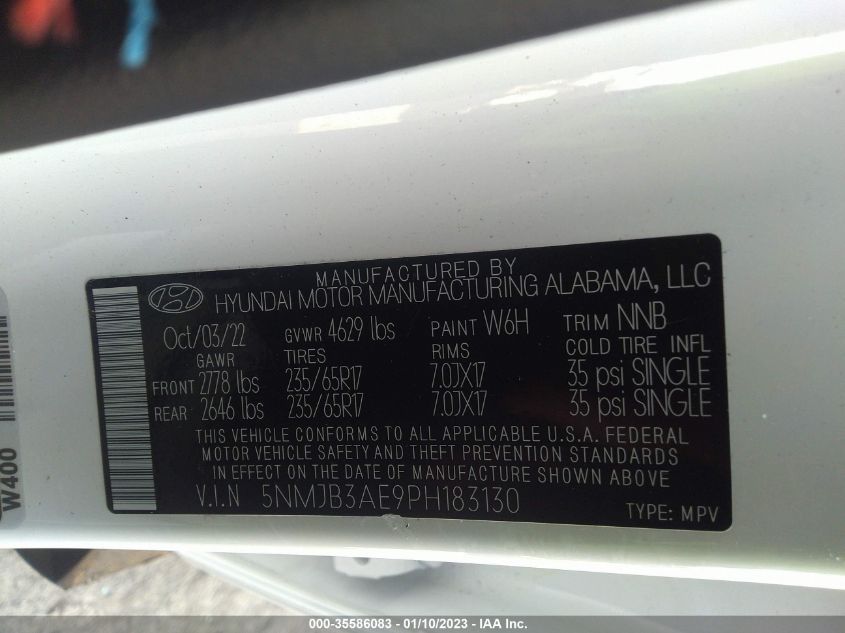 MANUFACTURED BY
HYUNDAI MOTOR MANUFACTURING ALABAMA, LLC
Oct/03/22 GVWR 4629 lbs PAINT W6H TRIM NNB
GAWR TIRES RIMS COLD TIRE INFL
FRONT 2778 lbs 235/65R17 7.0JX17 35 psi SINGLE
REAR 2646 lbs 235/65R17 7.0JX17 35 psi SINGLE
THIS VEHICLE CONFORMS TO ALL APPLICABLE U.S.A. FEDERAL
MOTOR VEHICLE SAFETY AND THEFT PREVENTION STANDARDS
IN EFFECT ON THE DATE OF MANUFACTURE SHOWN ABOVE
V.I.N 5NMJB3AE9PH183130
TYPE: MPV
W400
000-35586083 - 01/10/2023 - IAA Inc.